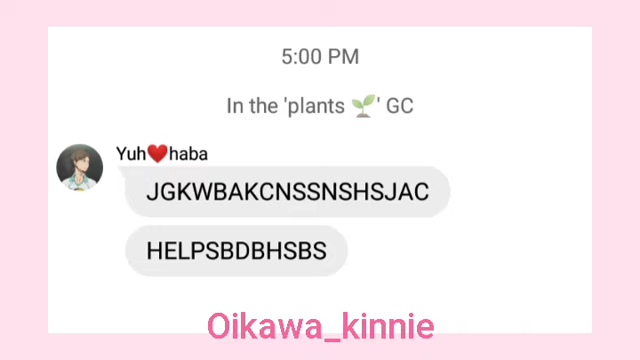 5:00 PM
In the 'plants 🌱' GC
Yuh❤️haba
JGKWBAKCNSSNSHSJAC
HELPSBDBHSBS
Oikawa_kinnie